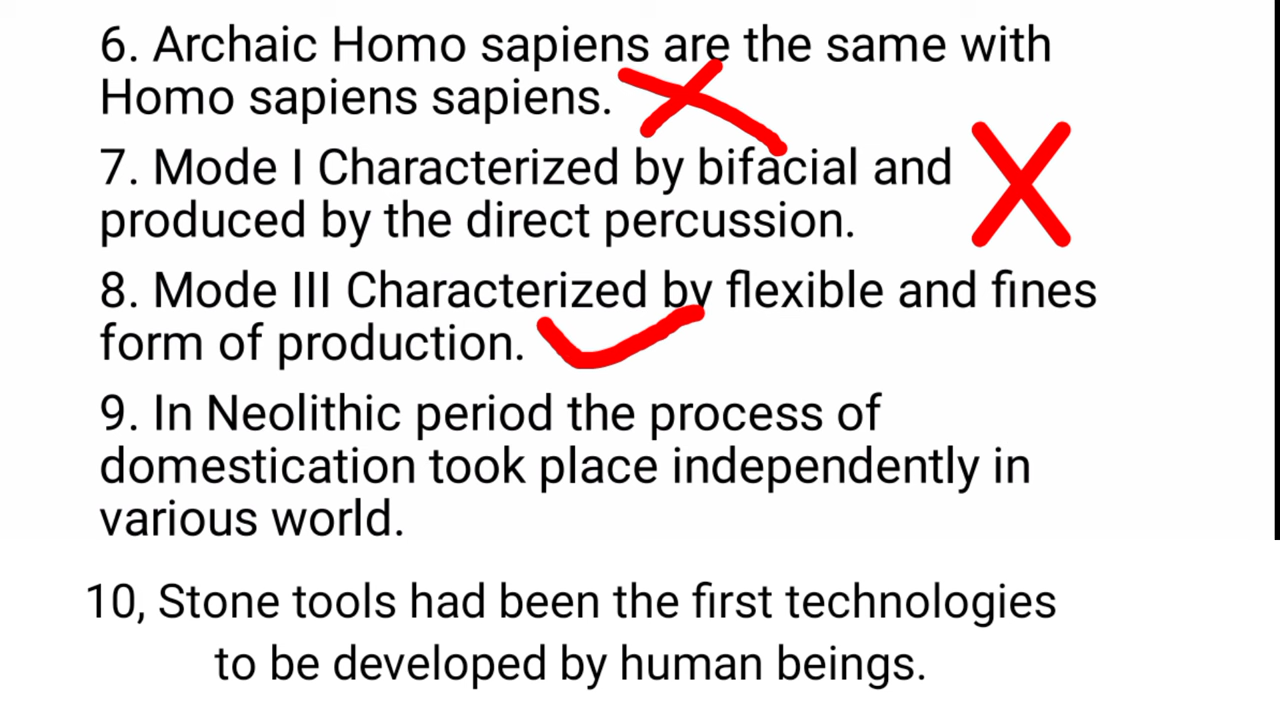 6. Archaic Homo sapiens are the same with
Homo sapiens sapiens.
7. Mode I Characterized by bifacial and
produced by the direct percussion.
8. Mode III Characterized by flexible and fines
form of production.
9. In Neolithic period the process of
domestication took place independently in
various world.
10, Stone tools had been the first technologies
to be developed by human beings.